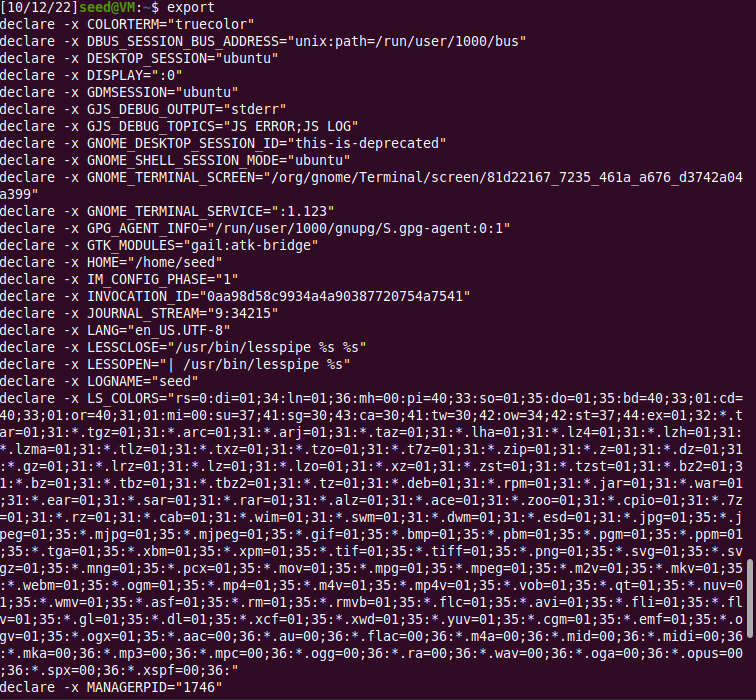 [10/12/22]seed@VM:~$ export
declare -x COLORTERM="truecolor"
declare -x DBUS_SESSION_BUS_ADDRESS="unix:path=/run/user/1000/bus"
declare -x DESKTOP_SESSION="ubuntu"
declare -x DISPLAY=":0"
declare -x GDMSESSION="ubuntu"
declare -x GJS_DEBUG_OUTPUT="stderr"
declare -x GJS_DEBUG_TOPICS="JS ERROR;JS LOG"
declare -x GNOME_DESKTOP_SESSION_ID="this-is-deprecated"
declare -x GNOME_SHELL_SESSION_MODE="ubuntu"
declare -x GNOME_TERMINAL_SCREEN="/org/gnome/Terminal/screen/81d22167_7235_461a_a676_d3742a04
a399"
declare -x GNOME_TERMINAL_SERVICE=":1.123"
declare -x GPG_AGENT_INFO="/run/user/1000/gnupg/S.gpg-agent:0:1"
declare -x GTK_MODULES="gail:atk-bridge"
declare -x HOME="/home/seed"
declare -x IM_CONFIG_PHASE="1"
declare -x INVOCATION_ID="0aa98d58c9934a4a90387720754a7541"
declare -x JOURNAL_STREAM="9:34215"
declare -x LANG="en_US.UTF-8"
declare -x LESSCLOSE="/usr/bin/lesspipe %s %s"
declare -x LESSOPEN="| /usr/bin/lesspipe %s"
declare -x LOGNAME="seed"
declare -x LS_COLORS="rs=0:di=01;34:ln=01;36:mh=00:pi=40;33:so=01;35:do=01;35:bd=40;33;01:cd=
40;33;01:or=40;31;01:mi=00:su=37;41:sg=30;43:ca=30;41:tw=30;42:ow=34;42:st=37;44:ex=01;32:*.t
ar=01;31:*.tgz=01;31:*.arc=01;31:*.arj=01;31:*.taz=01;31:*.lha=01;31:*.lz4=01;31:*.lzh=01;31:
*.lzma=01;31:*.tlz=01;31:*.txz=01;31:*.tzo=01;31:*.t7z=01;31:*.zip=01;31:*.z=01;31:*.dz=01;31
:*.gz=01;31:*.lrz=01;31:*.lz=01;31:*.lzo=01;31:*.xz=01;31:*.zst=01;31:*.tzst=01;31:*.bz2=01;3
1:*.bz=01;31:*.tbz=01;31:*.tbz2=01;31:*.tz=01;31:*.deb=01;31:*.rpm=01;31:*.jar=01;31:*.war=01
;31:*.ear=01;31:*.sar=01;31:*.rar=01;31:*.alz=01;31:*.ace=01;31:*.zoo=01;31:*.cpio=01;31:*.7z
=01;31:*.rz=01;31:*.cab=01;31:*.wim=01;31:*.swm=01;31:*.dwm=01;31:*.esd=01;31:*.jpg=01;35:*.j
peg=01;35:*.mjpg=01;35:*.mjpeg=01;35:*.gif=01;35:*.bmp=01;35:*.pbm=01;35:*.pgm=01;35:*.ppm=01
;35:*.tga=01;35:*.xbm=01;35:*.xpm=01;35:*.tif=01;35:*.tiff=01;35:*.png=01;35:*.svg=01;35:*.sv
gz=01;35:*.mng=01;35:*.pcx=01;35:*.mov=01;35:*.mpg=01;35:*.mpeg=01;35:*.m2v=01;35:*.mkv=01;35
:*.webm=01;35:*.ogm=01;35:*.mp4=01;35:*.m4v=01;35:*.mp4v=01;35:*.vob=01;35:*.qt=01;35:*.nuv=0
1;35:*.wmv=01;35:*.asf=01;35:*.rm=01;35:*.rmvb=01;35:*.flc=01;35:*.avi=01;35:*.fli=01;35:*.fl
v=01;35:*.gl=01;35:*.dl=01;35:*.xcf=01;35:*.xwd=01;35:*.yuv=01;35:*.cgm=01;35:*.emf=01;35:*.o
gv=01;35:*.ogx=01;35:*.aac=00;36:*.au=00;36:*.flac=00;36:*.m4a=00;36:*.mid=00;36:*.midi=00;36
:*.mka=00;36:*.mp3=00;36:*.mpc=00;36:*.ogg=00;36:*.ra=00;36:*.wav=00;36:*.oga=00;36:*.opus=00
;36:*.spx=00;36:*.xspf=00;36:"
declare -x MANAGERPID="1746"